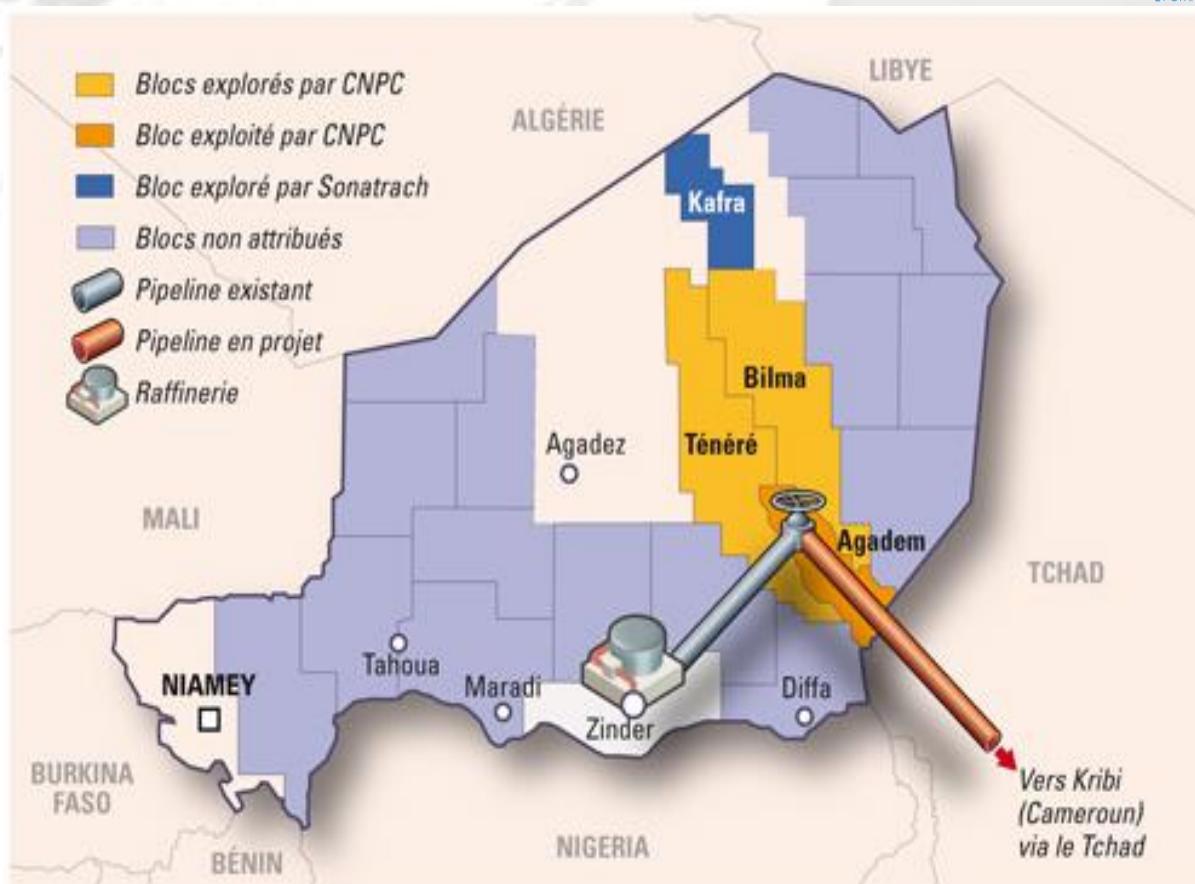 Blocs explorés par CNPC
Bloc exploité par CNPC
Bloc exploré par Sonatrach
Blocs non attribués
Pipeline existant
Pipeline en projet
Raffinerie
LIBYE
ALGÉRIE
Kafra
Bilma
Ténéré
Agadez
MALI
Agadem
TCHAD
Tahoua
NIAMEY
Maradi
Diffa
Zinder
BURKINA
FASO
BÉNIN
NIGERIA
Vers Kribi
(Cameroun)
via le Tchad